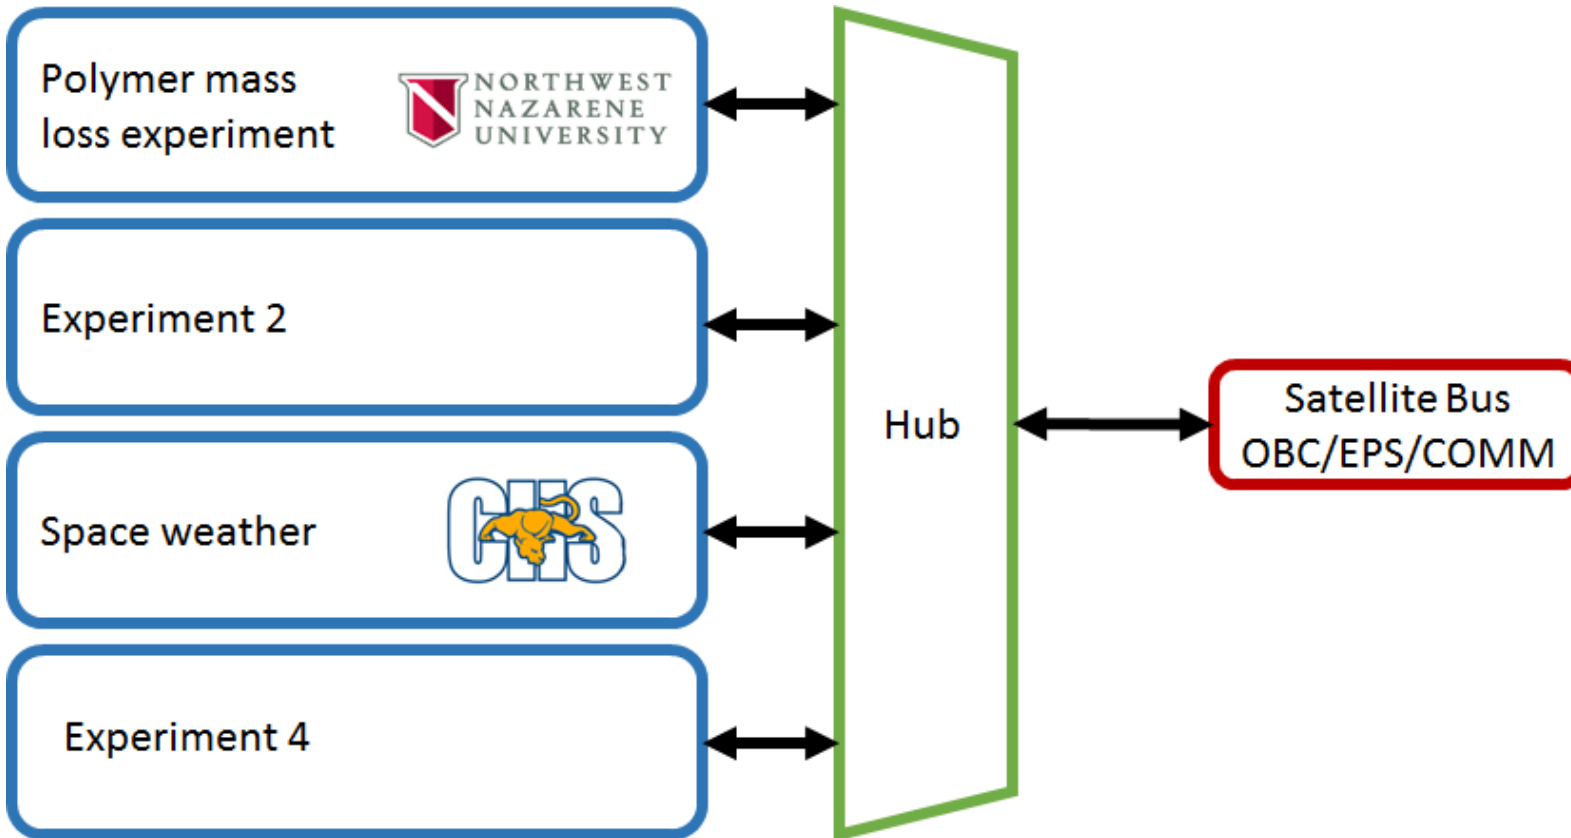 Polymer mass
loss experiment
NORTHWEST
NAZARENE
UNIVERSITY
Experiment 2
Space weather
CHS
Experiment 4
Hub
Satellite Bus
OBC/EPS/COMM